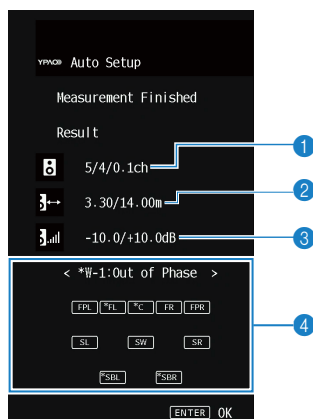 YPAO Auto Setup
Measurement Finished
Result
5/4/0.1ch
1
3.30/14.00m
2
-10.0/+10.0dB
3
< *W-1:Out of Phase >
FPL *FL *C FR FPR
4
SL SW SR
*SBL *SBR
ENTER OK